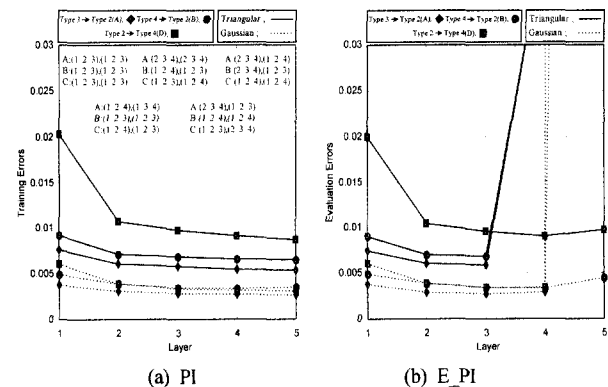 Type 3 → Type 2(A), Type 4 → Type 2(B),
Type 2 → Type 4(D),
Triangular ;
Gaussian ;
Type 3 → Type 2(A), Type 4 → Type 2(B),
Type 2 → Type 4(D),
Triangular ;
Gaussian ;
0.03
0.025
0.02
0.015
0.01
0.005
0
Training Errors
A:(1 2 3),(1 2 3) A:(2 3 4),(2 3 4) A:(2 3 4),(1 2 4)
B:(1 2 3),(1 2 3) B:(1 2 4),(1 2 3) B:(2 3 4),(1 2 3)
C:(1 2 3),(1 2 3) C:(1 2 3),(1 2 4) C:(1 2 4),(1 2 3)
A:(1 2 4),(1 3 4) A:(2 3 4),(1 2 3)
B:(1 2 3),(1 2 3) B:(1 2 4),(1 2 4)
C:(1 2 4),(1 2 3) C:(1 2 3),(2 3 4)
1 2 3 4 5
Layer
0.03
0.025
0.02
0.015
0.01
0.005
0
Evaluation Errors
1 2 3 4 5
Layer
(a) PI
(b) E_PI